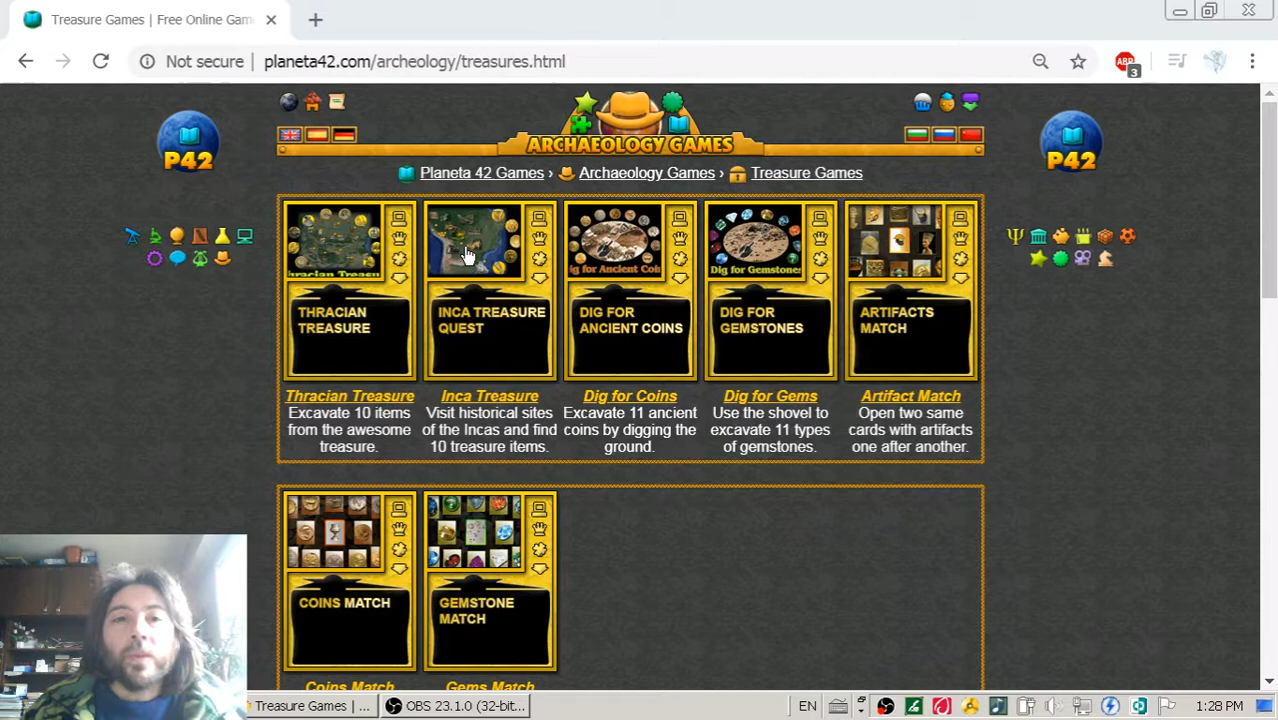 Treasure Games | Free Online Gam
Not secure | planeta42.com/archeology/treasures.html
ABP
3
P42
ARCHAEOLOGY GAMES
P42
Planeta 42 Games › Archaeology Games › Treasure Games
Dig for Gemstones
THRACIAN TREASURE
INCA TREASURE QUEST
DIG FOR ANCIENT COINS
DIG FOR GEMSTONES
ARTIFACTS MATCH
Thracian Treasure
Excavate 10 items
from the awesome
treasure.
Inca Treasure
Visit historical sites
of the Incas and find
10 treasure items.
Dig for Coins
Excavate 11 ancient
coins by digging the
ground.
Dig for Gems
Use the shovel to
excavate 11 types
of gemstones.
Artifact Match
Open two same
cards with artifacts
one after another.
COINS MATCH
GEMSTONE MATCH
Coins Match
Gems Match
Treasure Games | ...
OBS 23.1.0 (32-bit...
EN
1:28 PM